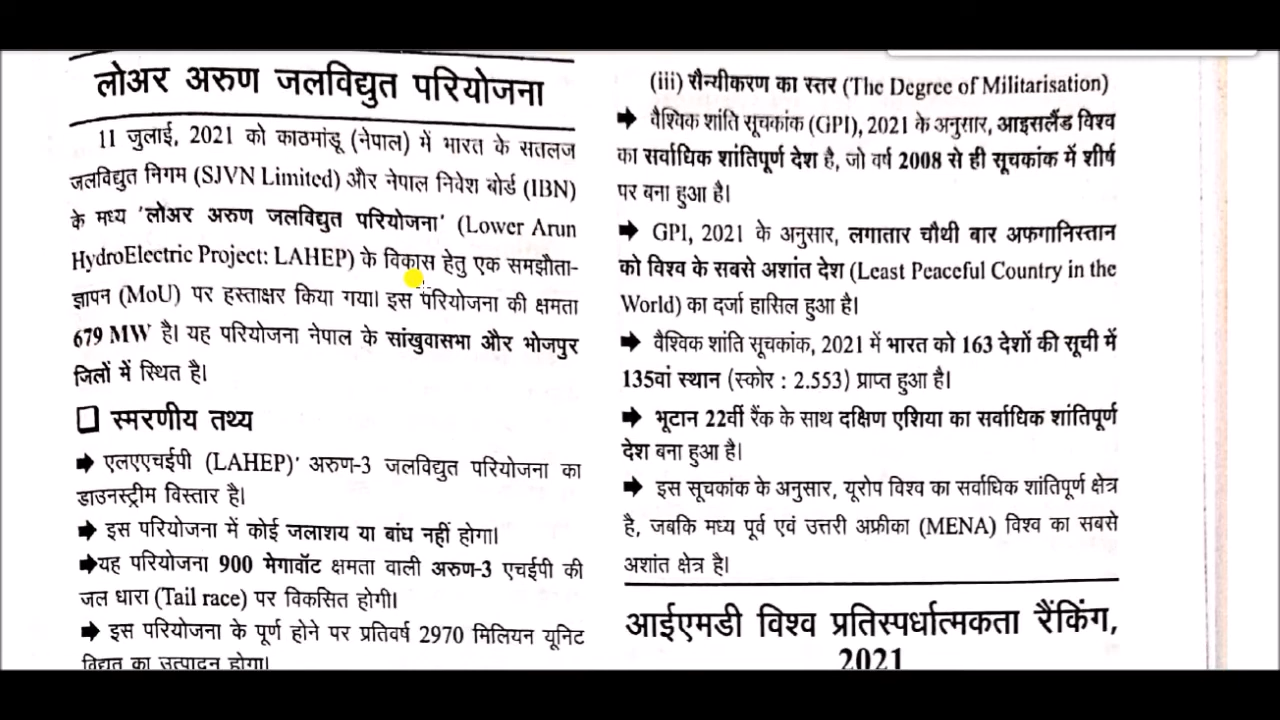 लोअर अरुण जलविद्युत परियोजना
11 जुलाई, 2021 को काठमांडू (नेपाल) में भारत के सतलज
जलविद्युत निगम (SJVN Limited) और नेपाल निवेश बोर्ड (IBN)
के मध्य 'लोअर अरुण जलविद्युत परियोजना' (Lower Arun
HydroElectric Project: LAHEP) के विकास हेतु एक समझौता-
ज्ञापन (MoU) पर हस्ताक्षर किया गया। इस परियोजना की क्षमता
679 MW है। यह परियोजना नेपाल के सांखुवासभा और भोजपुर
जिलों में स्थित है।
❑ स्मरणीय तथ्य
➡ एलएएचईपी (LAHEP)' अरुण-3 जलविद्युत परियोजना का
डाउनस्ट्रीम विस्तार है।
➡ इस परियोजना में कोई जलाशय या बांध नहीं होगा।
➡यह परियोजना 900 मेगावॉट क्षमता वाली अरुण-3 एचईपी की
जल धारा (Tail race) पर विकसित होगी।
➡ इस परियोजना के पूर्ण होने पर प्रतिवर्ष 2970 मिलियन यूनिट
विद्युत का उत्पादन होगा।
(iii) सैन्यीकरण का स्तर (The Degree of Militarisation)
➡ वैश्विक शांति सूचकांक (GPI), 2021 के अनुसार, आइसलैंड विश्व
का सर्वाधिक शांतिपूर्ण देश है, जो वर्ष 2008 से ही सूचकांक में शीर्ष
पर बना हुआ है।
➡ GPI, 2021 के अनुसार, लगातार चौथी बार अफगानिस्तान
को विश्व के सबसे अशांत देश (Least Peaceful Country in the
World) का दर्जा हासिल हुआ है।
➡ वैश्विक शांति सूचकांक, 2021 में भारत को 163 देशों की सूची में
135वां स्थान (स्कोर : 2.553) प्राप्त हुआ है।
➡ भूटान 22वीं रैंक के साथ दक्षिण एशिया का सर्वाधिक शांतिपूर्ण
देश बना हुआ है।
➡ इस सूचकांक के अनुसार, यूरोप विश्व का सर्वाधिक शांतिपूर्ण क्षेत्र
है, जबकि मध्य पूर्व एवं उत्तरी अफ्रीका (MENA) विश्व का सबसे
अशांत क्षेत्र है।
आईएमडी विश्व प्रतिस्पर्धात्मकता रैंकिंग,
2021